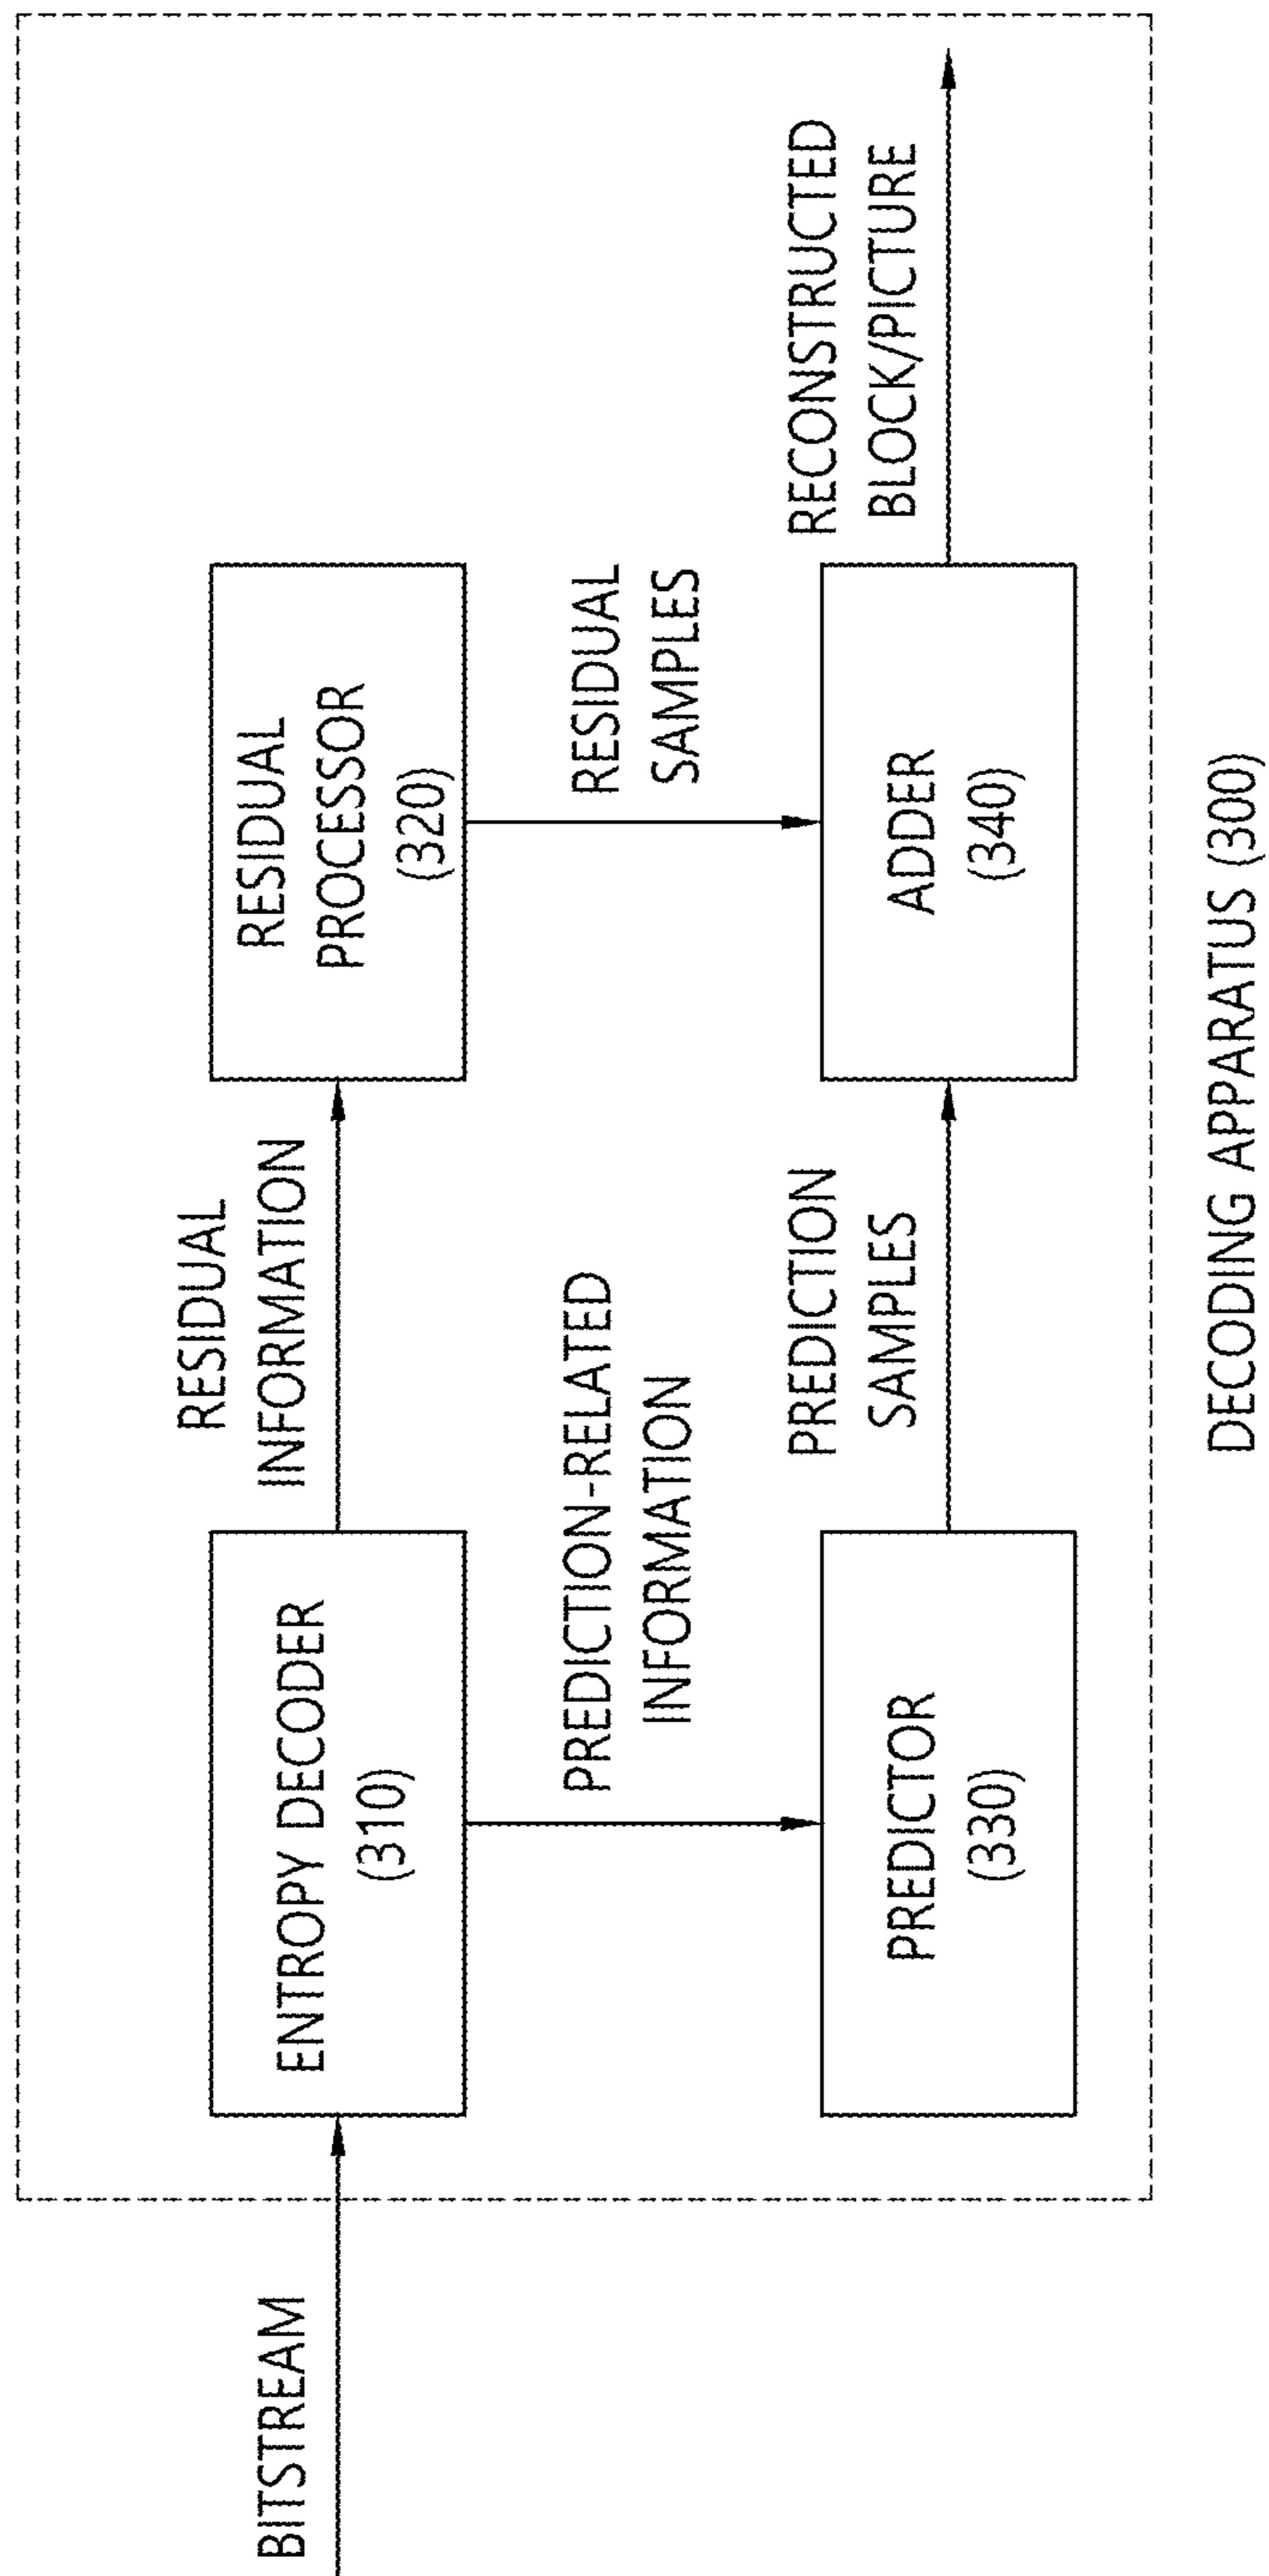 BITSTREAM
ENTROPY DECODER
(310)
RESIDUAL
INFORMATION
RESIDUAL
PROCESSOR
(320)
PREDICTION-RELATED
INFORMATION
RESIDUAL
SAMPLES
PREDICTOR
(330)
PREDICTION
SAMPLES
ADDER
(340)
RECONSTRUCTED
BLOCK/PICTURE
DECODING APPARATUS (300)